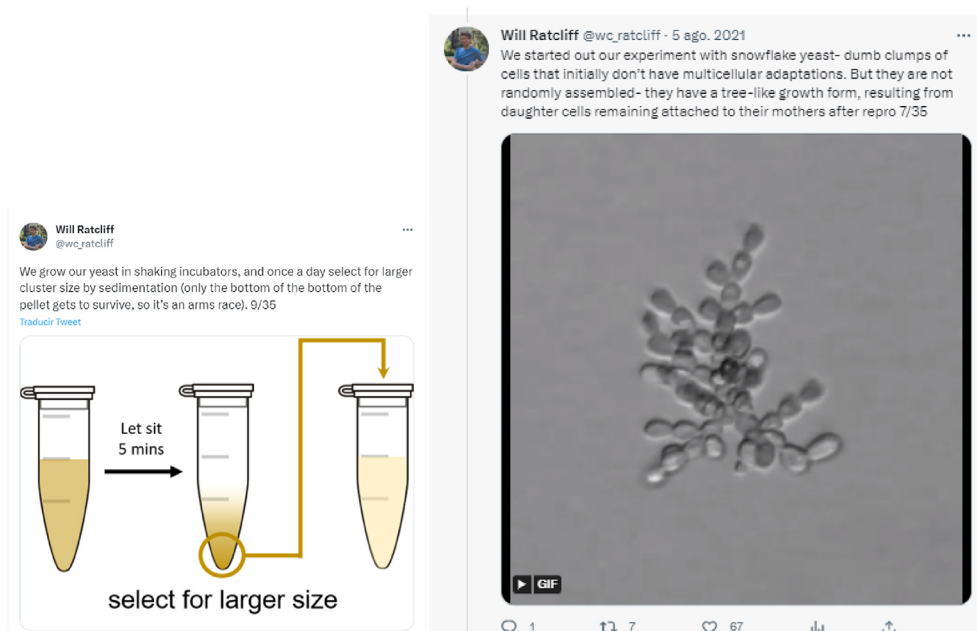 Will Ratcliff
@wc_ratcliff
We grow our yeast in shaking incubators, and once a day select for larger
cluster size by sedimentation (only the bottom of the bottom of the
pellet gets to survive, so it's an arms race). 9/35
Traducir Tweet
Let sit
5 mins
select for larger size
Will Ratcliff @wc_ratcliff · 5 ago. 2021
We started out our experiment with snowflake yeast- dumb clumps of
cells that initially don't have multicellular adaptations. But they are not
randomly assembled- they have a tree-like growth form, resulting from
daughter cells remaining attached to their mothers after repro 7/35
GIF
1 7 67